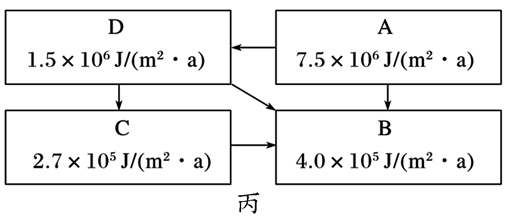 D
1.5 × 10⁶ J/(m²・a)
A
7.5 × 10⁶ J/(m²・a)
C
2.7 × 10⁵ J/(m²・a)
B
4.0 × 10⁵ J/(m²・a)
丙